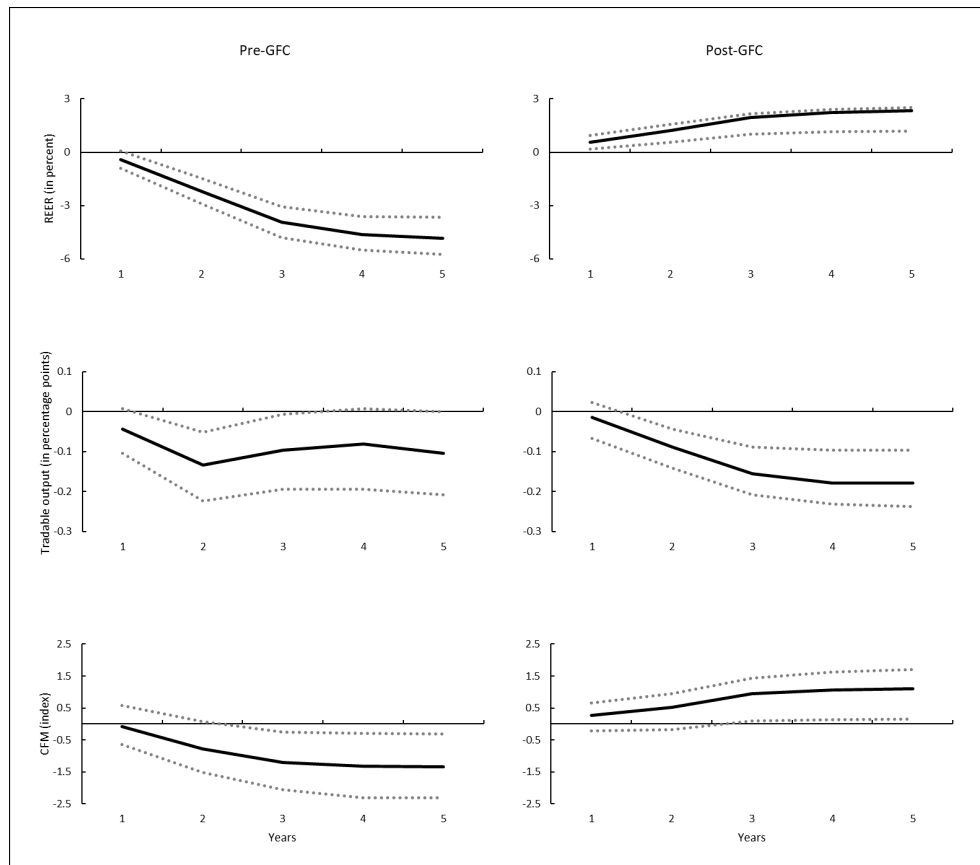 Pre-GFC
Post-GFC
REER (in percent)
3
0
-3
-6
1 2 3 4 5
3
0
-3
-6
1 2 3 4 5
Tradable output (in percentage points)
0.1
0
-0.1
-0.2
-0.3
1 2 3 4 5
0.1
0
-0.1
-0.2
-0.3
1 2 3 4 5
CFM (index)
2.5
1.5
0.5
-0.5
-1.5
-2.5
1 2 3 4 5
Years
2.5
1.5
0.5
-0.5
-1.5
-2.5
1 2 3 4 5
Years